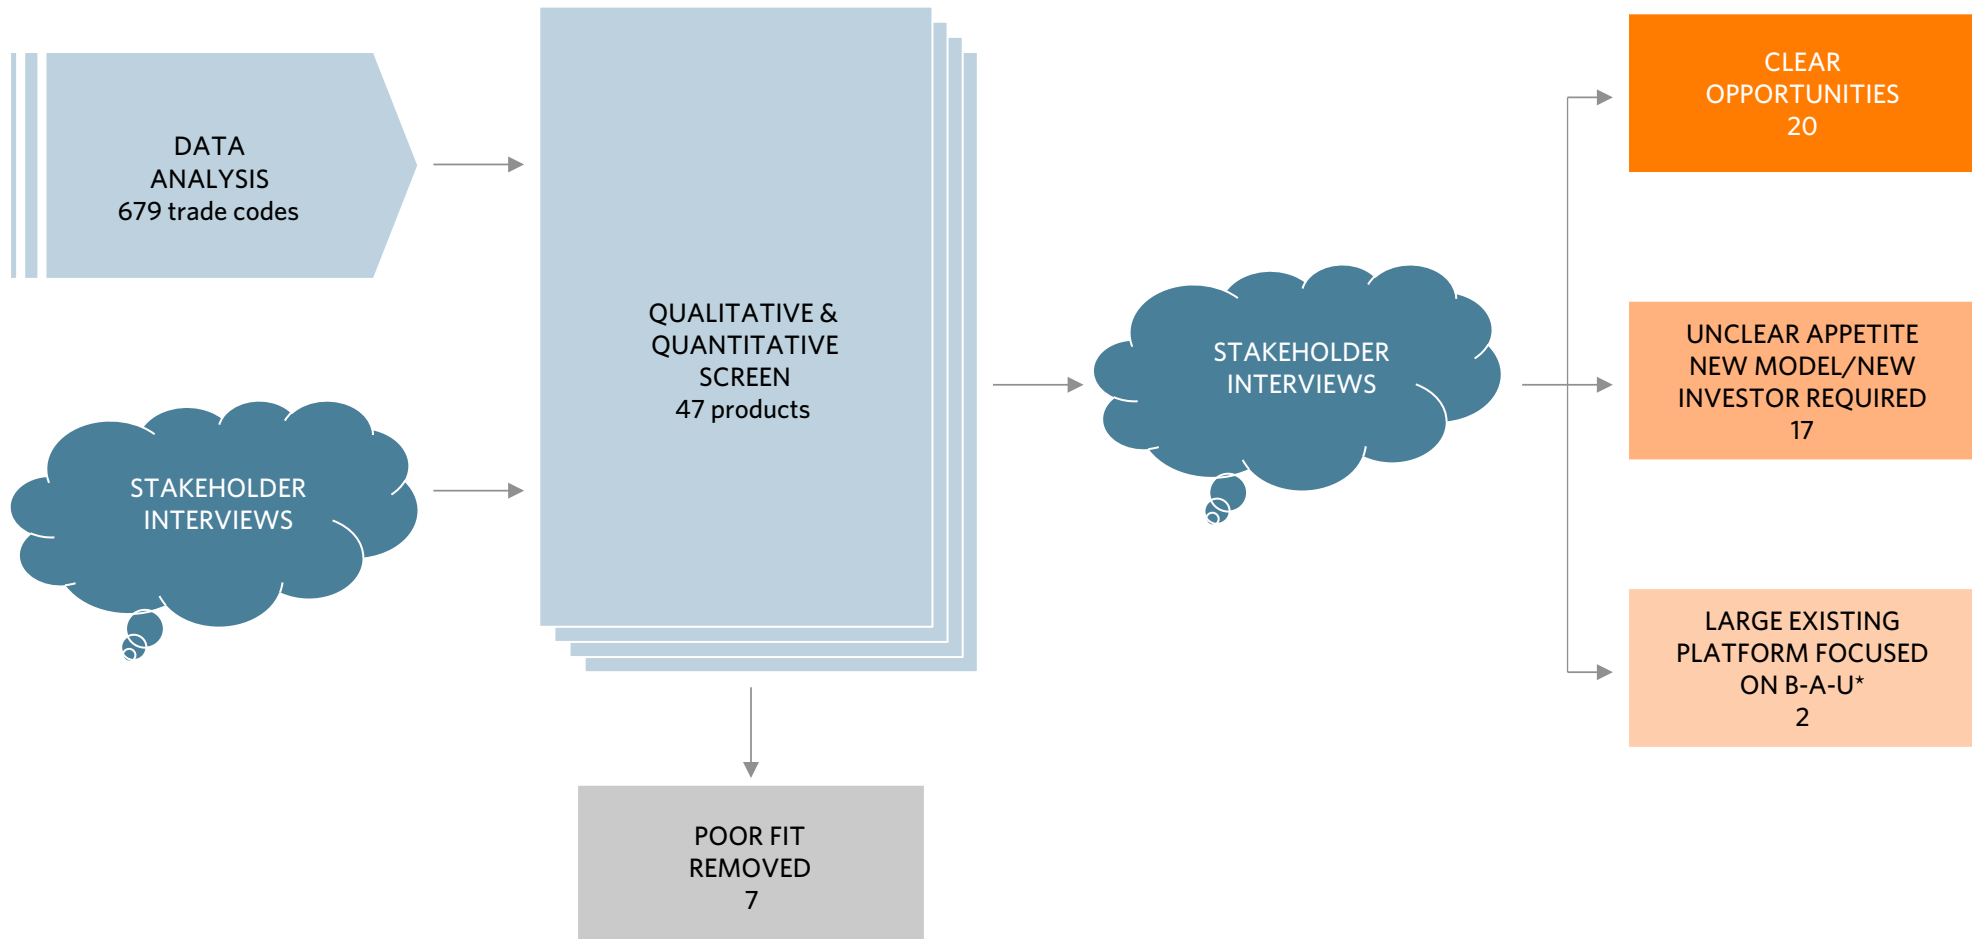 DATA
ANALYSIS
679 trade codes
STAKEHOLDER
INTERVIEWS
QUALITATIVE &
QUANTITATIVE
SCREEN
47 products
POOR FIT
REMOVED
7
STAKEHOLDER
INTERVIEWS
CLEAR
OPPORTUNITIES
20
UNCLEAR APPETITE
NEW MODEL/NEW
INVESTOR REQUIRED
17
LARGE EXISTING
PLATFORM FOCUSED
ON B-A-U*
2